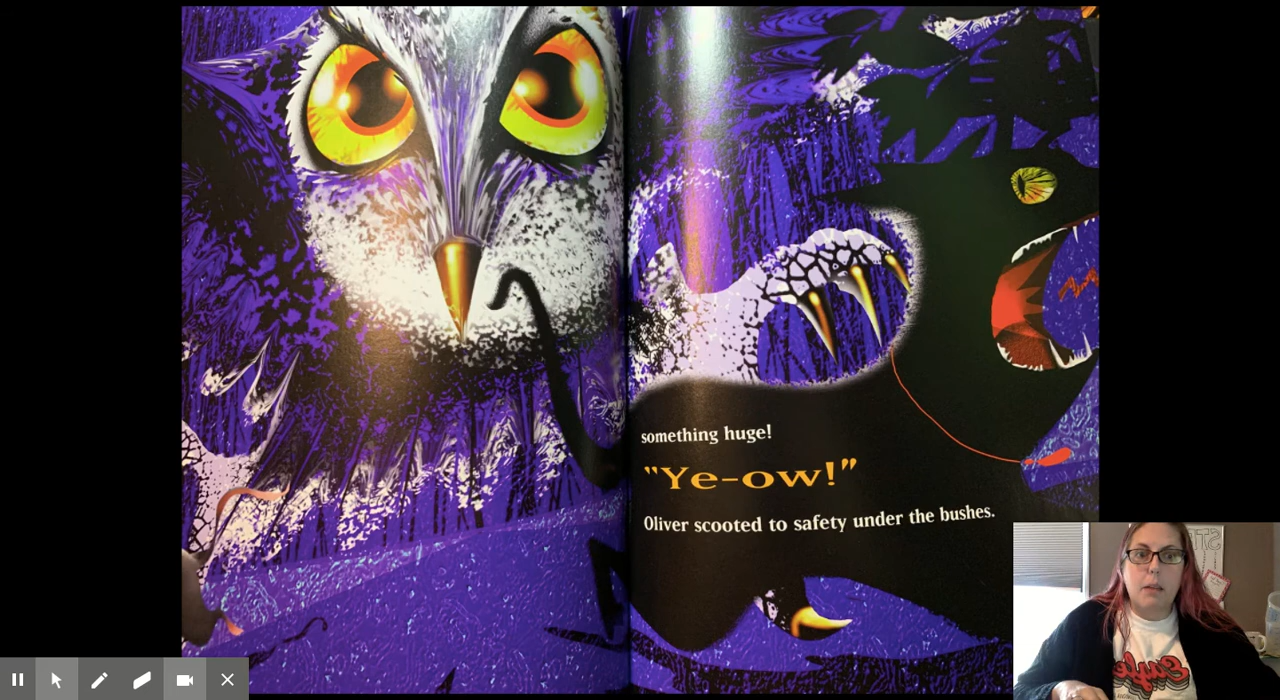 something huge!
"Ye-ow!"
Oliver scooted to safety under the bushes.